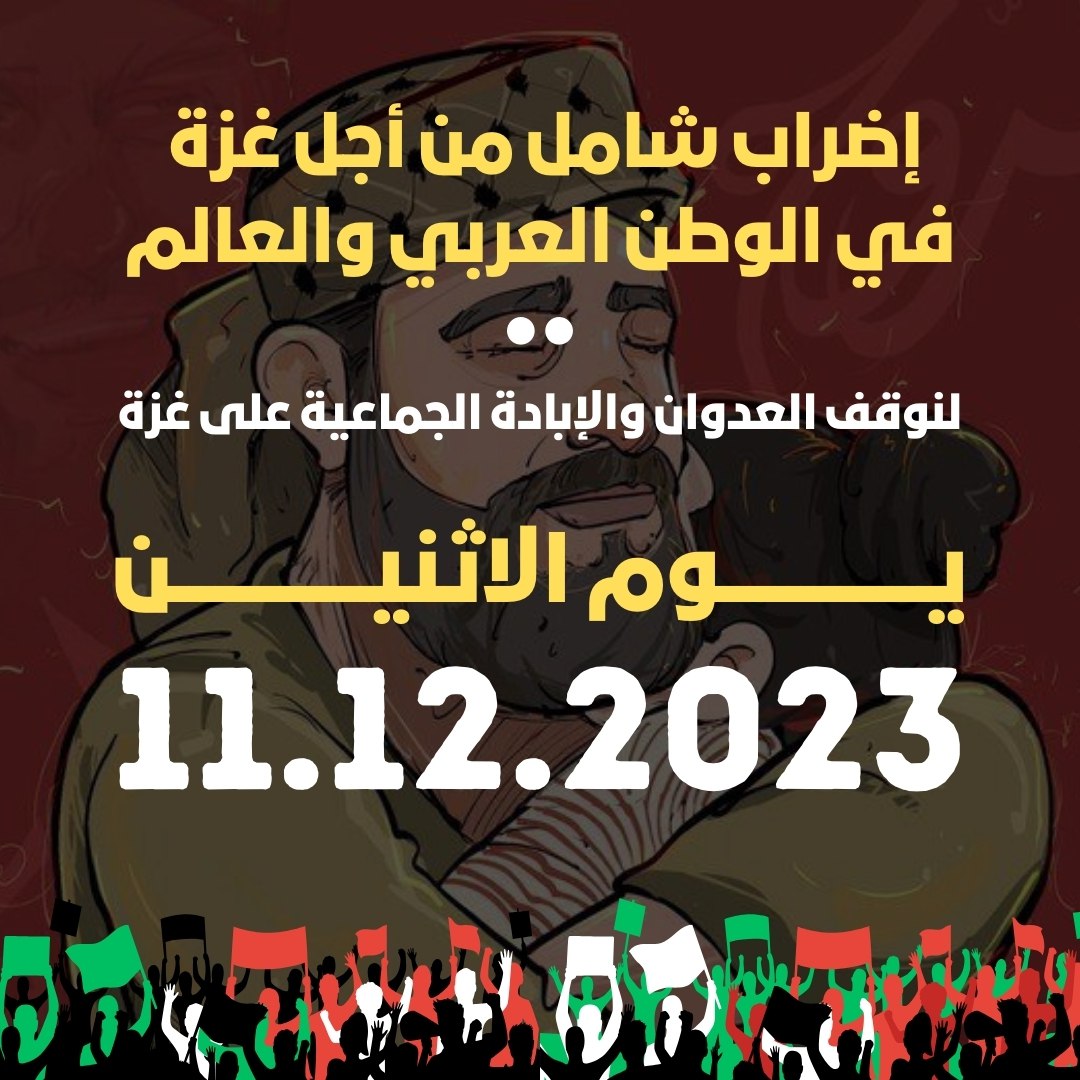 إضراب شامل من أجل غزة
في الوطن العربي والعالم
..
لنوقف العدوان والإبادة الجماعية على غزة
يـــوم الاثنيـــن
11.12.2023